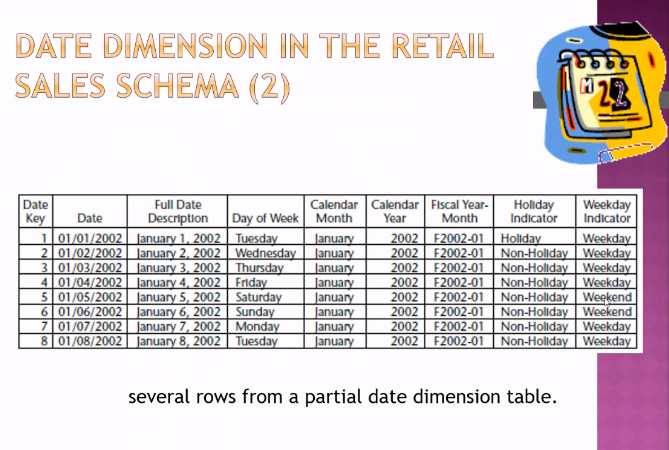 DATE DIMENSION IN THE RETAIL
SALES SCHEMA (2)
M 22
Date Key | Date | Full Date Description | Day of Week | Calendar Month | Calendar Year | Fiscal Year-Month | Holiday Indicator | Weekday Indicator
1 | 01/01/2002 | January 1, 2002 | Tuesday | January | 2002 | F2002-01 | Holiday | Weekday
2 | 01/02/2002 | January 2, 2002 | Wednesday | January | 2002 | F2002-01 | Non-Holiday | Weekday
3 | 01/03/2002 | January 3, 2002 | Thursday | January | 2002 | F2002-01 | Non-Holiday | Weekday
4 | 01/04/2002 | January 4, 2002 | Friday | January | 2002 | F2002-01 | Non-Holiday | Weekday
5 | 01/05/2002 | January 5, 2002 | Saturday | January | 2002 | F2002-01 | Non-Holiday | Weekend
6 | 01/06/2002 | January 6, 2002 | Sunday | January | 2002 | F2002-01 | Non-Holiday | Weekend
7 | 01/07/2002 | January 7, 2002 | Monday | January | 2002 | F2002-01 | Non-Holiday | Weekday
8 | 01/08/2002 | January 8, 2002 | Tuesday | January | 2002 | F2002-01 | Non-Holiday | Weekday
several rows from a partial date dimension table.